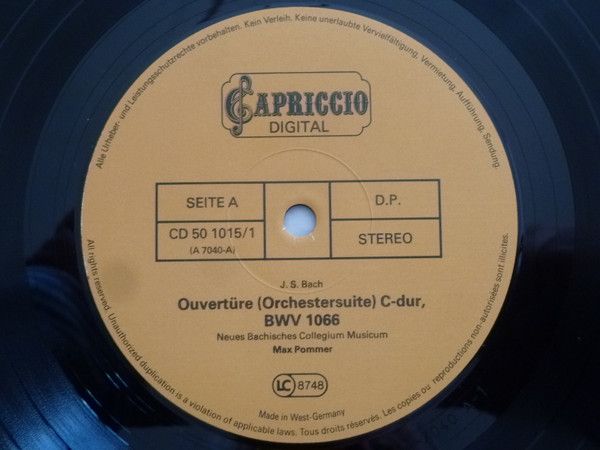 Alle Urheber- und Leistungsschutzrechte vorbehalten. Kein Verleih. Keine unerlaubte Vervielfältigung, Vermietung, Aufführung, Sendung.
CAPRICCIO
DIGITAL
SEITE A
D.P.
CD 50 1015/1
(A 7040-A)
STEREO
J. S. Bach
Ouvertüre (Orchestersuite) C-dur,
BWV 1066
Neues Bachisches Collegium Musicum
Max Pommer
LC 8748
Made in West-Germany
All rights reserved. Unauthorized duplication is a violation of applicable laws. Tous droits réservés. Les copies ou reproductions non-autorisées sont illicites.